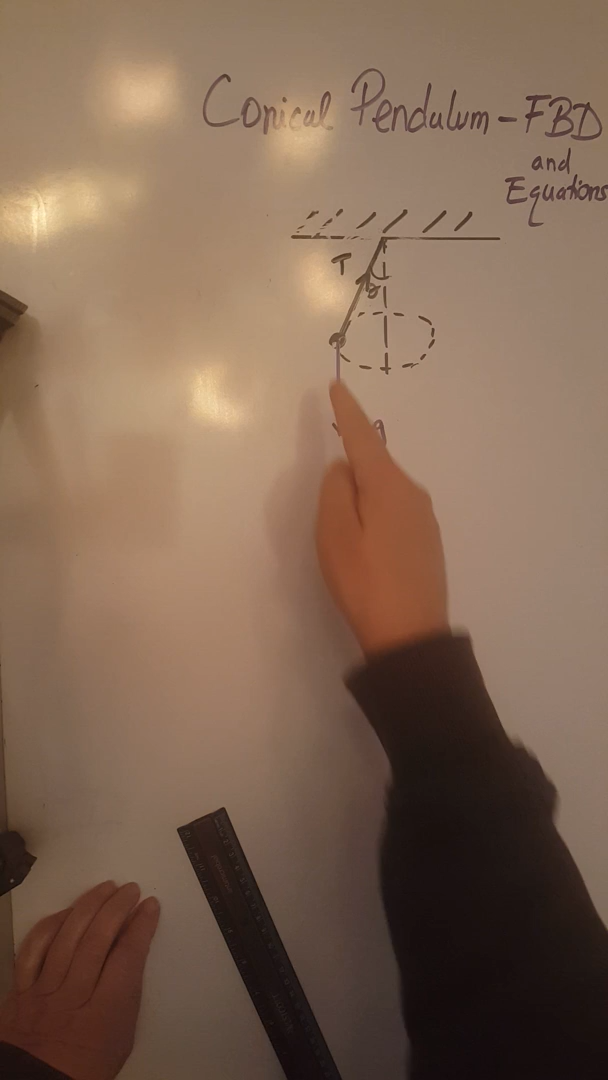 Conical Pendulum - FBD
and
Equations
T